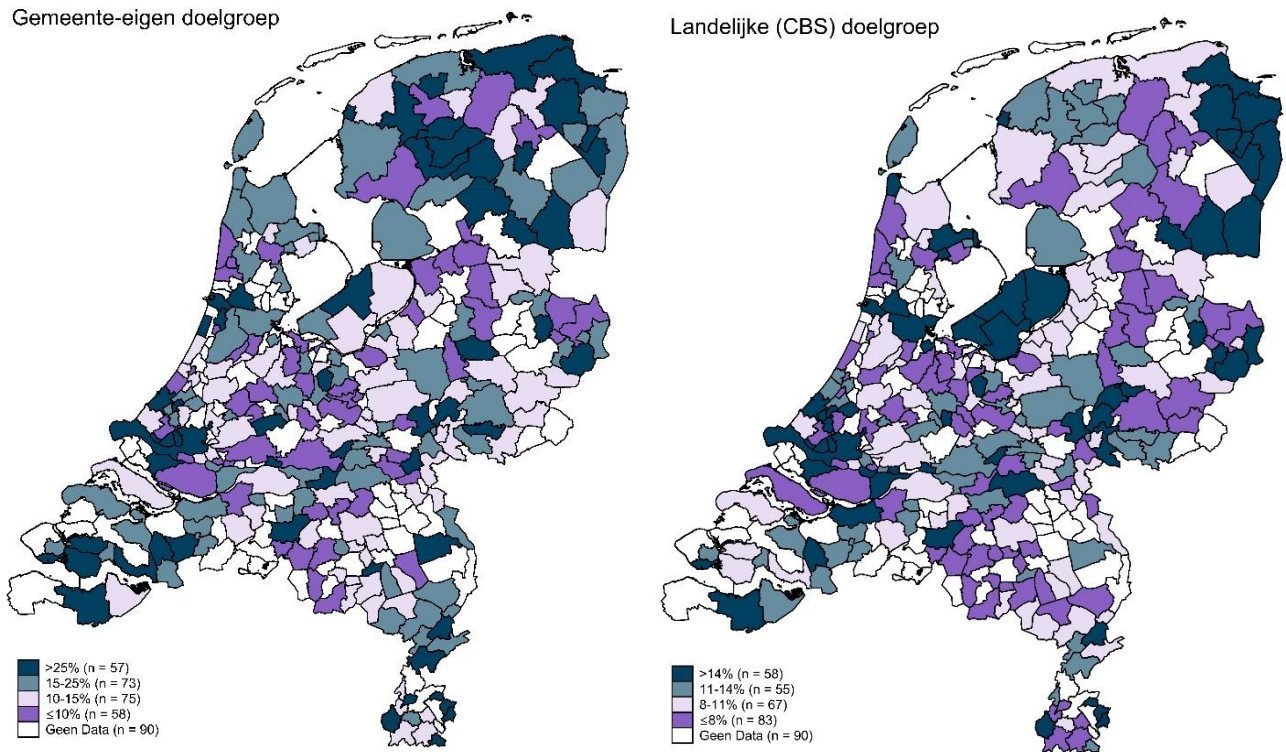 Gemeente-eigen doelgroep
Landelijke (CBS) doelgroep
>25% (n = 57)
15-25% (n = 73)
10-15% (n = 75)
≤10% (n = 58)
Geen Data (n = 90)
>14% (n = 58)
11-14% (n = 55)
8-11% (n = 67)
≤8% (n = 83)
Geen Data (n = 90)